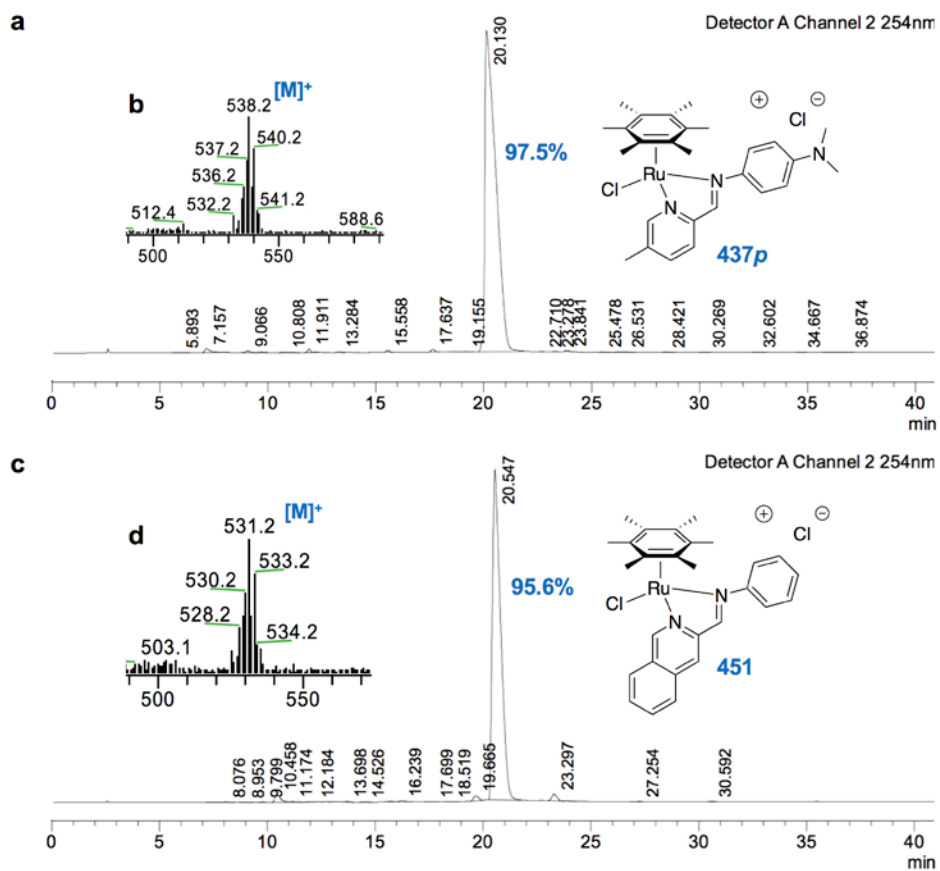 a
Detector A Channel 2 254nm
20.130
b
[M]+
538.2
540.2
537.2
536.2
532.2
541.2
512.4
588.6
500
550
97.5%
+
Cl −
Ru
Cl
N
N
N
437p
5.893
7.157
9.066
10.808
11.911
13.284
15.558
17.637
19.155
22.710
23.278
23.841
25.478
26.531
28.421
30.269
32.602
34.667
36.874
0 5 10 15 20 25 30 35 40
min
c
Detector A Channel 2 254nm
20.547
d
[M]+
531.2
533.2
530.2
528.2
534.2
503.1
500
550
95.6%
+
Cl −
Ru
Cl
N
N
451
8.076
8.953
9.799
10.458
11.174
12.184
13.698
14.526
16.239
17.699
18.519
19.665
23.297
27.254
30.592
0 5 10 15 20 25 30 35 40
min